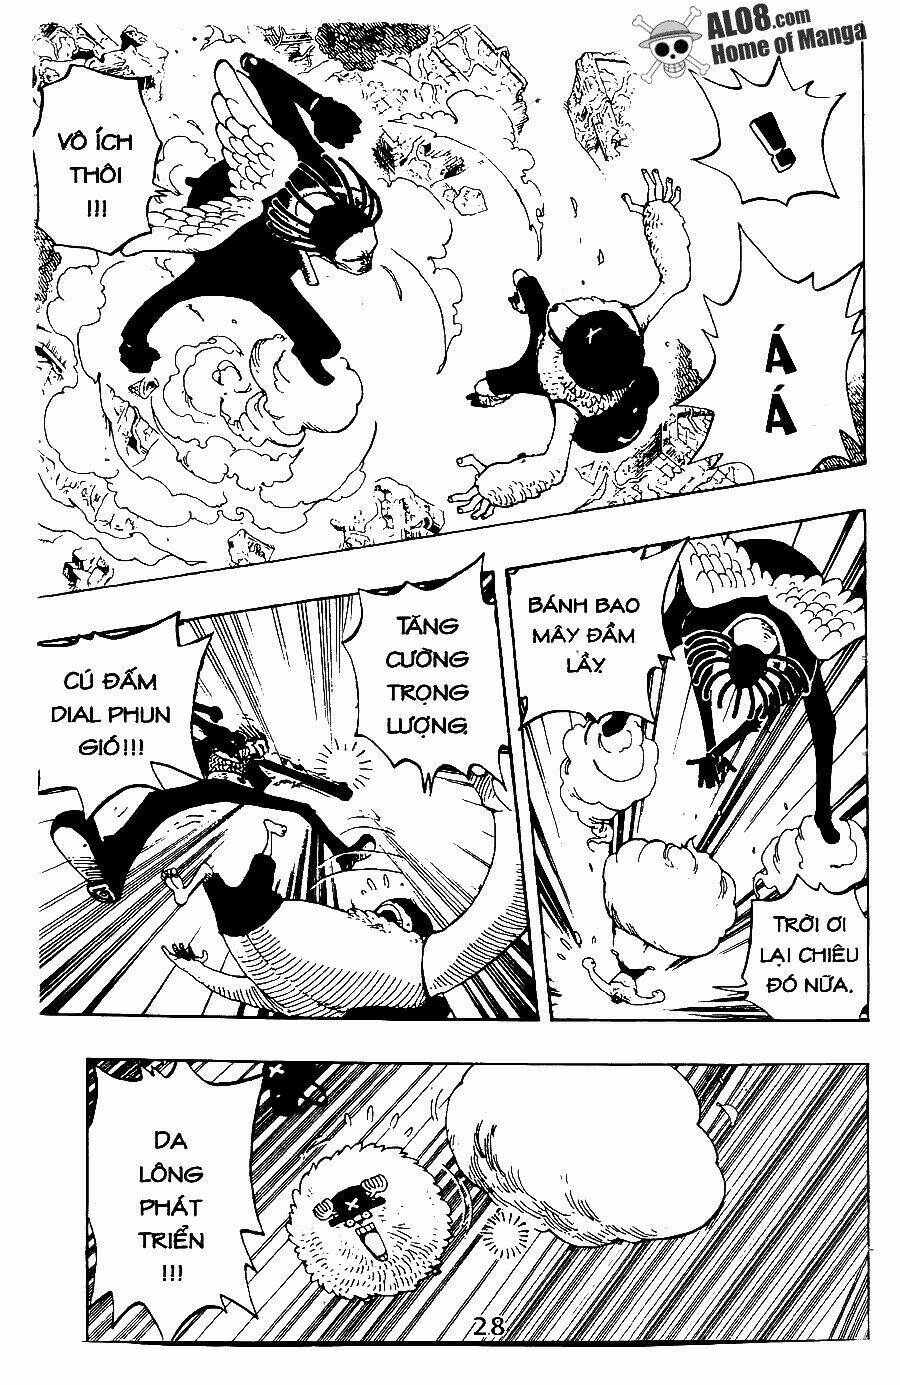 AL08.com
Home of Manga
!!
VÔ ÍCH
THÔI
!!!
Á
Á
BÁNH BAO
MÂY ĐẦM
LẦY.
TĂNG
CƯỜNG
TRỌNG
LƯỢNG.
CÚ ĐẤM
DIAL PHUN
GIÓ!!!
TRỜI ƠI
LẠI CHIÊU
ĐÓ NỮA.
DA
LÔNG
PHÁT
TRIỂN
!!!
28